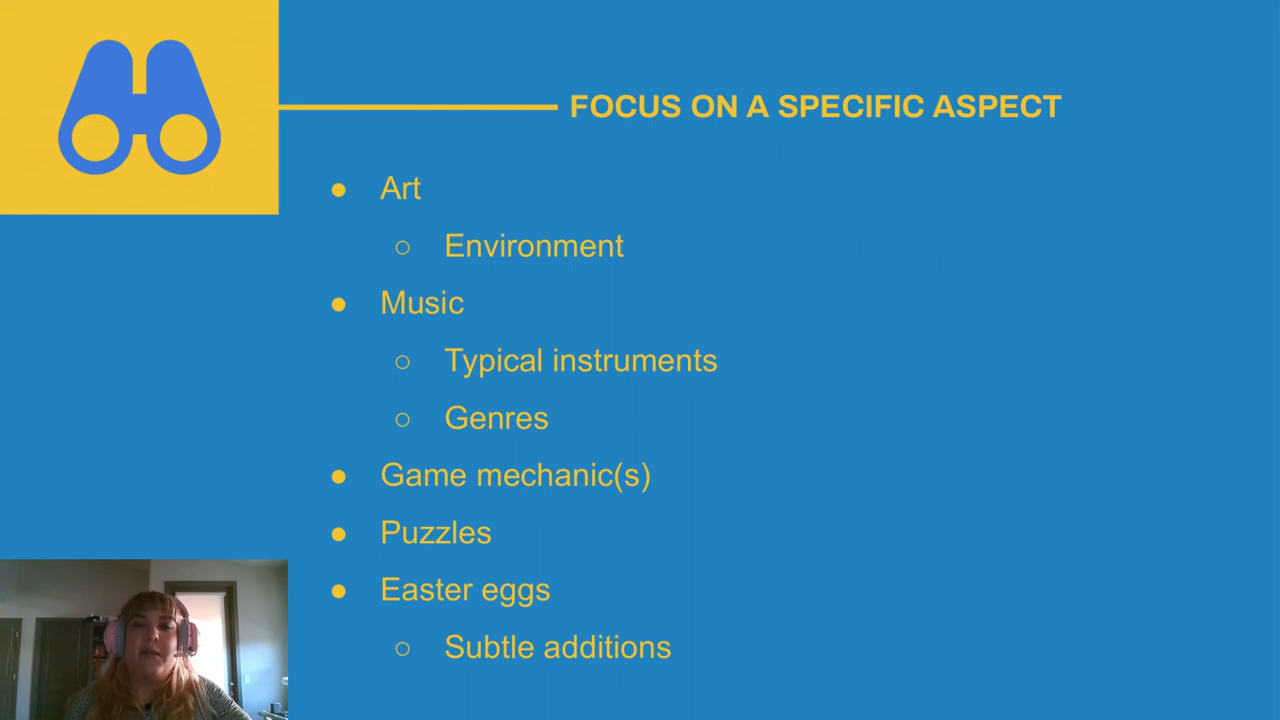 FOCUS ON A SPECIFIC ASPECT
● Art
○ Environment
● Music
○ Typical instruments
○ Genres
● Game mechanic(s)
● Puzzles
● Easter eggs
○ Subtle additions